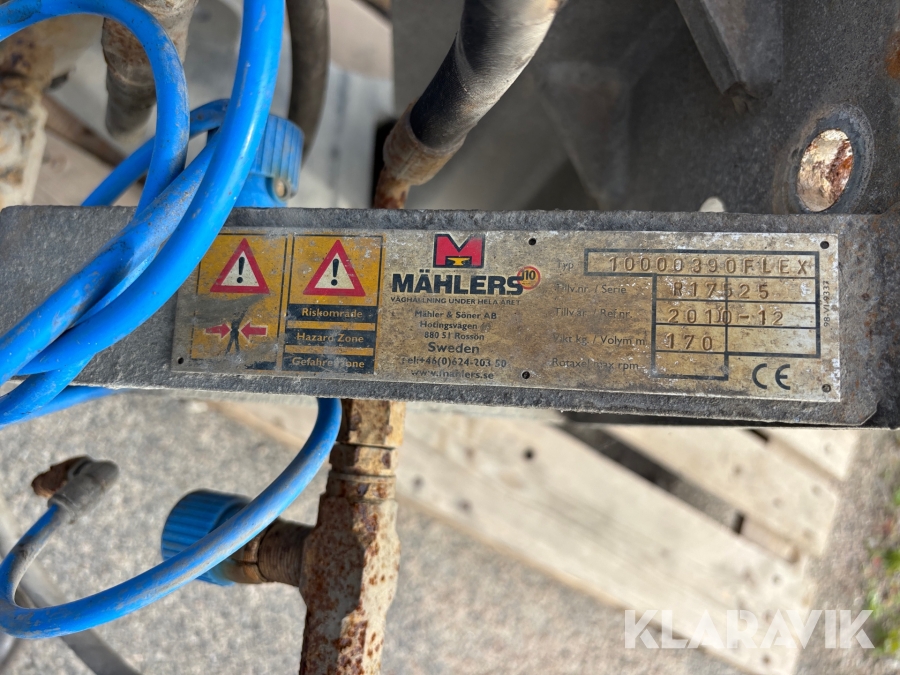 Riskområde
Hazard Zone
Gefahrenzone
M
MÄHLERS
VÄGHÅLLNING UNDER HELA ÅRET
Mähler & Söner AB
Hotingsvägen
880 51 Rossön
Sweden
Tel:+46(0)624-203 50
www.mahlers.se
Typ 10000390FLEX
Tillv.nr / Serie R17525
Tillv.år / Ref.nr. 2010-12
Vikt kg. / Volym m 170
Rotax / max rpm
CE
KLARAVIK